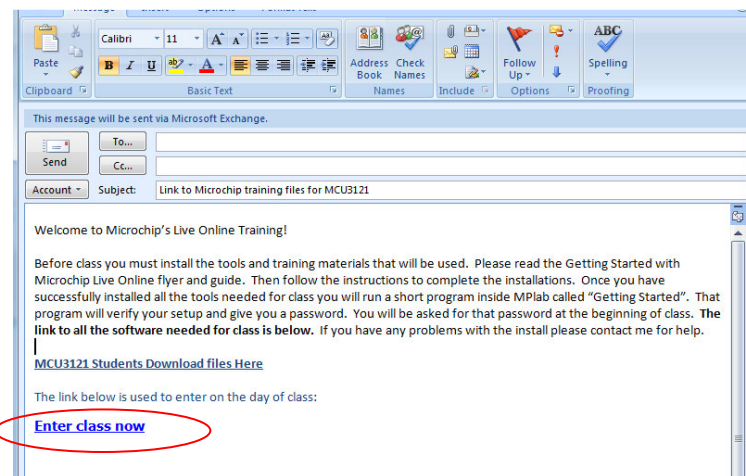 Calibri 11
Paste
B I U
Address Check
Book Names
Follow
Up
ABC
Spelling
Clipboard Basic Text Names Include Options Proofing
This message will be sent via Microsoft Exchange.
Send
To...
Cc...
Account
Subject: Link to Microchip training files for MCU3121
Welcome to Microchip's Live Online Training!
Before class you must install the tools and training materials that will be used. Please read the Getting Started with
Microchip Live Online flyer and guide. Then follow the instructions to complete the installations. Once you have
successfully installed all the tools needed for class you will run a short program inside MPlab called "Getting Started". That
program will verify your setup and give you a password. You will be asked for that password at the beginning of class. The
link to all the software needed for class is below. If you have any problems with the install please contact me for help.
MCU3121 Students Download files Here
The link below is used to enter on the day of class:
Enter class now